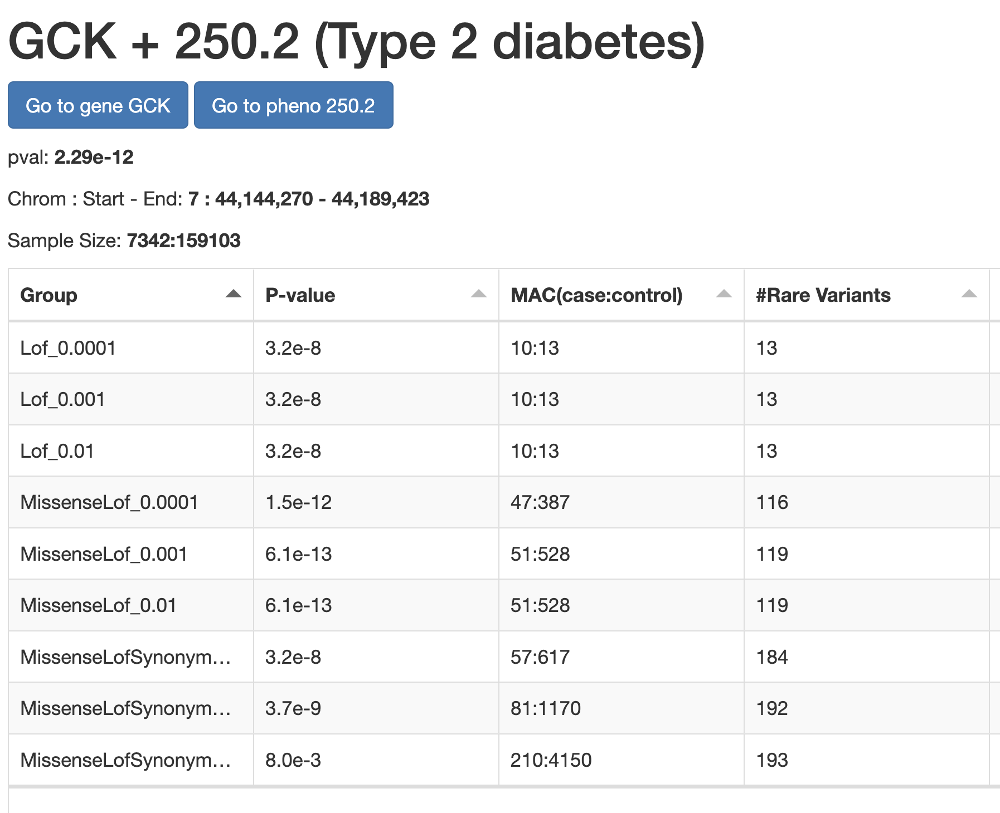 GCK + 250.2 (Type 2 diabetes)
Go to gene GCK Go to pheno 250.2
pval: 2.29e-12
Chrom : Start - End: 7 : 44,144,270 - 44,189,423
Sample Size: 7342:159103
Group P-value MAC(case:control) #Rare Variants
Lof_0.0001 3.2e-8 10:13 13
Lof_0.001 3.2e-8 10:13 13
Lof_0.01 3.2e-8 10:13 13
MissenseLof_0.0001 1.5e-12 47:387 116
MissenseLof_0.001 6.1e-13 51:528 119
MissenseLof_0.01 6.1e-13 51:528 119
MissenseLofSynonym... 3.2e-8 57:617 184
MissenseLofSynonym... 3.7e-9 81:1170 192
MissenseLofSynonym... 8.0e-3 210:4150 193